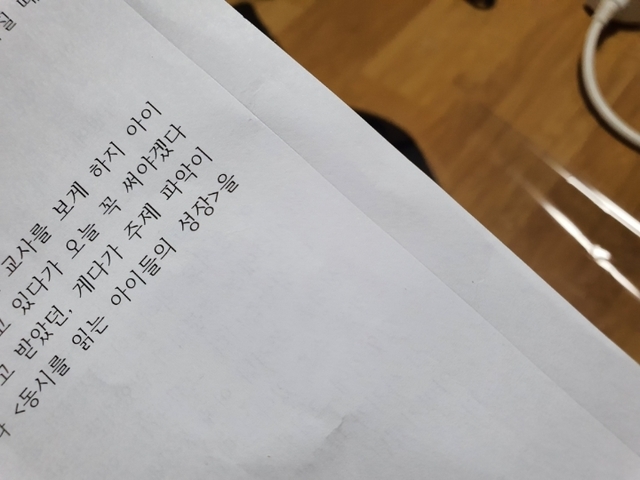 교사를 보게 하지 아이
있다가 오늘 꼭 써야겠다
받았던, 게다가 주제 파악이
<동시를 읽는 아이들의 성장>을